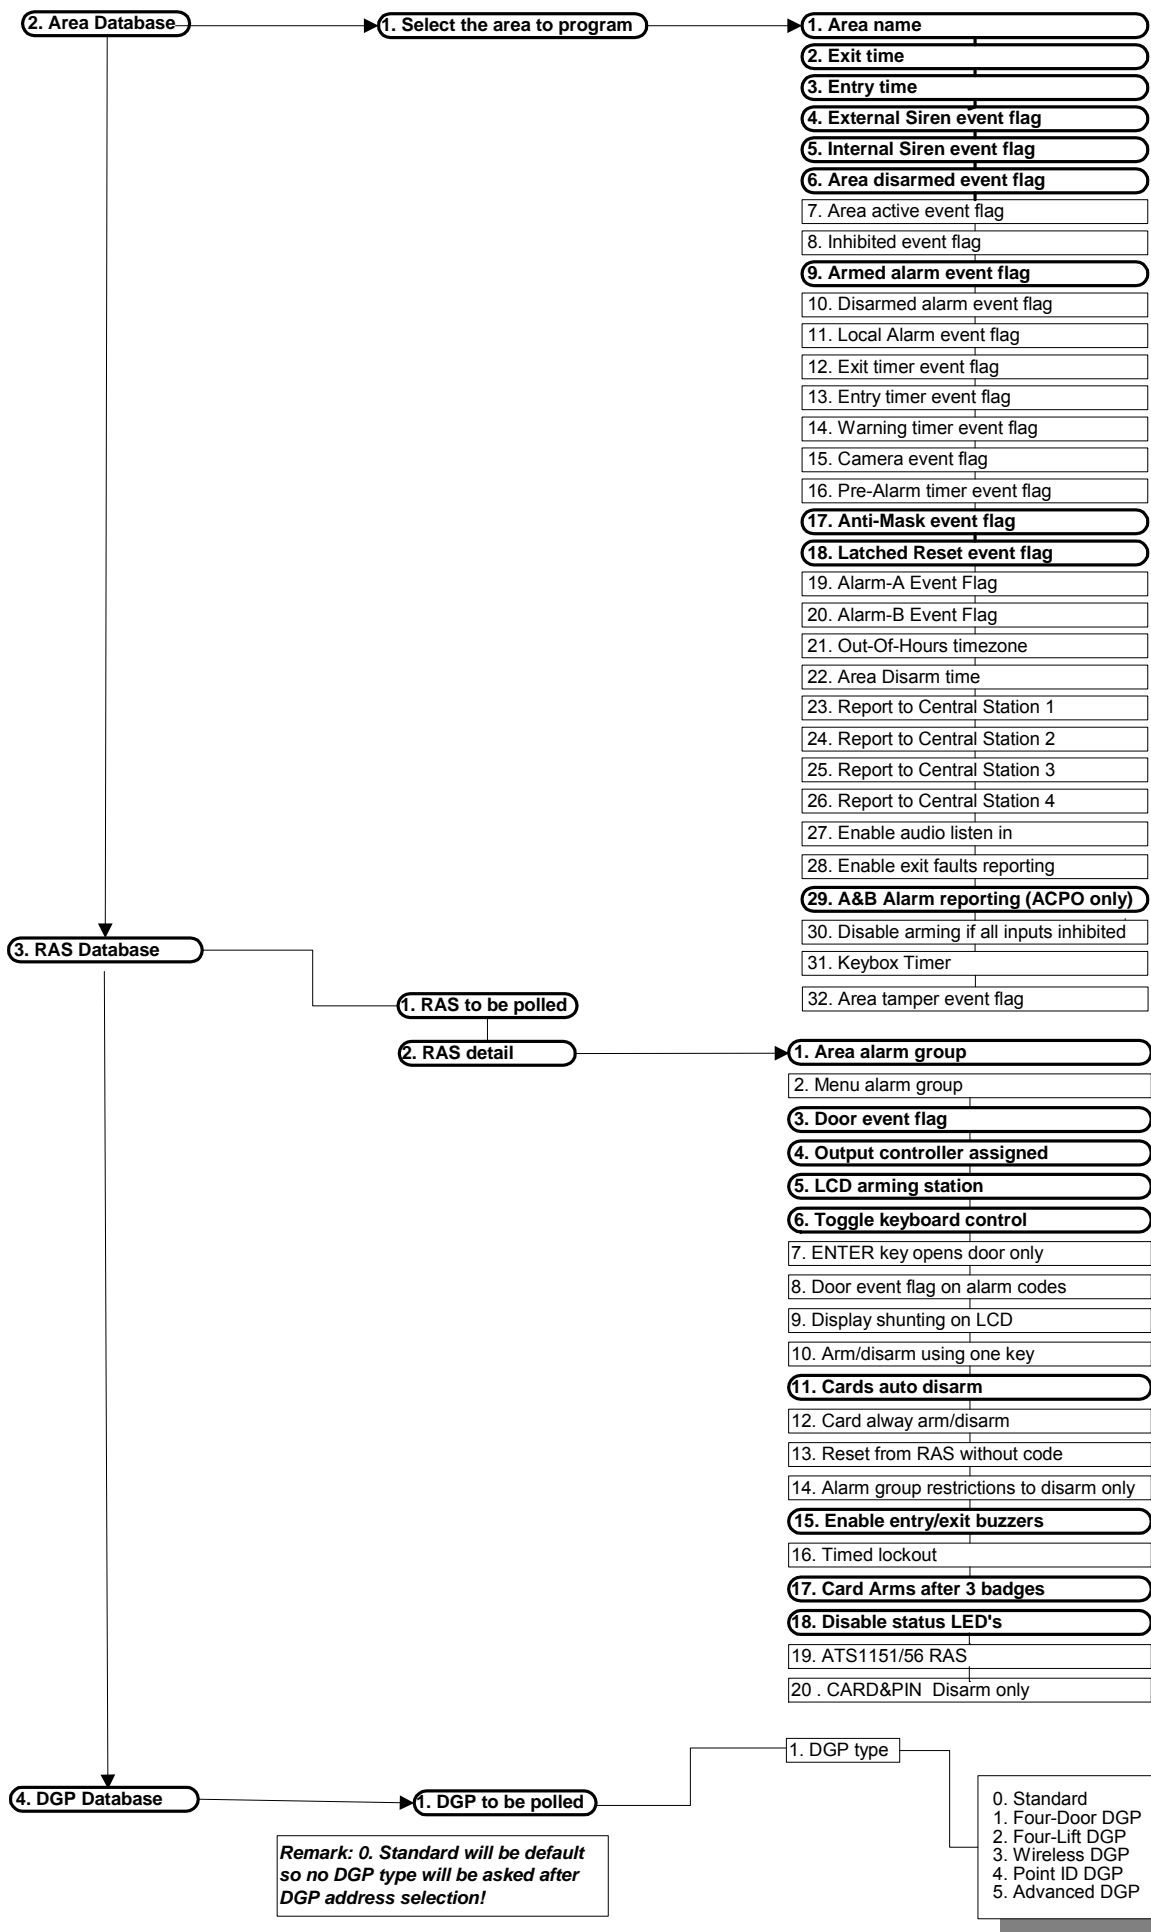 2. Area Database
1. Select the area to program
1. Area name
2. Exit time
3. Entry time
4. External Siren event flag
5. Internal Siren event flag
6. Area disarmed event flag
7. Area active event flag
8. Inhibited event flag
9. Armed alarm event flag
10. Disarmed alarm event flag
11. Local Alarm event flag
12. Exit timer event flag
13. Entry timer event flag
14. Warning timer event flag
15. Camera event flag
16. Pre-Alarm timer event flag
17. Anti-Mask event flag
18. Latched Reset event flag
19. Alarm-A Event Flag
20. Alarm-B Event Flag
21. Out-Of-Hours timezone
22. Area Disarm time
23. Report to Central Station 1
24. Report to Central Station 2
25. Report to Central Station 3
26. Report to Central Station 4
27. Enable audio listen in
28. Enable exit faults reporting
29. A&B Alarm reporting (ACPO only)
30. Disable arming if all inputs inhibited
31. Keybox Timer
32. Area tamper event flag
3. RAS Database
1. RAS to be polled
2. RAS detail
1. Area alarm group
2. Menu alarm group
3. Door event flag
4. Output controller assigned
5. LCD arming station
6. Toggle keyboard control
7. ENTER key opens door only
8. Door event flag on alarm codes
9. Display shunting on LCD
10. Arm/disarm using one key
11. Cards auto disarm
12. Card alway arm/disarm
13. Reset from RAS without code
14. Alarm group restrictions to disarm only
15. Enable entry/exit buzzers
16. Timed lockout
17. Card Arms after 3 badges
18. Disable status LED's
19. ATS1151/56 RAS
20 . CARD&PIN Disarm only
4. DGP Database
1. DGP to be polled
1. DGP type
0. Standard
1. Four-Door DGP
2. Four-Lift DGP
3. Wireless DGP
4. Point ID DGP
5. Advanced DGP
Remark: 0. Standard will be default
so no DGP type will be asked after
DGP address selection!